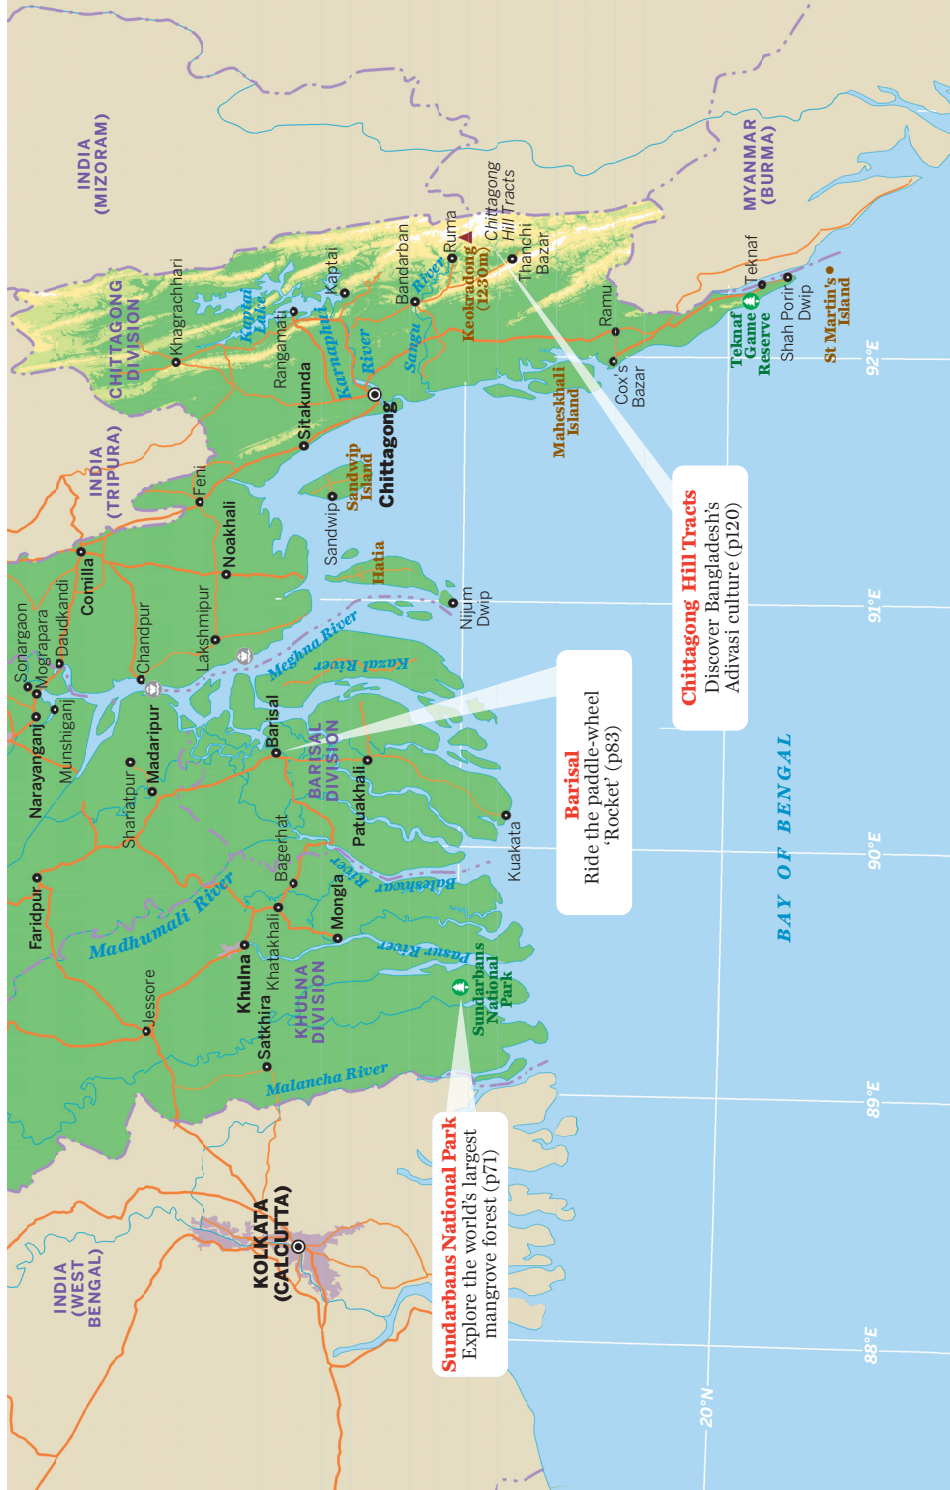 INDIA
(WEST
BENGAL)
KOLKATA
(CALCUTTA)
Faridpur
Madhumali River
Jessore
Khulna
Satkhira
Khatakhali
KHULNA
DIVISION
Malancha River
Bagerhat
Mongla
Baleshwar
River
Pasur River
Sundarbans
National
Park
Sonargaon
Mograpara
Daudkandi
Narayanganj
Munshiganj
Comilla
Chandpur
Shariatpur
Madaripur
Lakshmipur
Noakhali
Feni
Barisal
BARISAL
DIVISION
Patuakhali
Kuakata
Meghna River
Kazal River
Hatia
Nijum
Dwip
Sandwip
Sandwip
Island
INDIA
(TRIPURA)
CHITTAGONG
DIVISION
INDIA
(MIZORAM)
Khagrachhari
Kaptai
Lake
Rangamati
Kaptai
Karnaphui
River
Sitakunda
Chittagong
Bandarban
Sangu
River
Ruma
Keokradong
(1230m)
Chittagong
Hill Tracts
Thanchi
Bazar
Maheskhali
Island
Ramu
Cox's
Bazar
MYANMAR
(BURMA)
Teknaf
Teknaf
Game
Reserve
Shah Porir
Dwip
St Martin's
Island
Sundarbans National Park
Explore the world's largest
mangrove forest (p71)
Barisal
Ride the paddle-wheel
‘Rocket’ (p83)
Chittagong Hill Tracts
Discover Bangladesh's
Adivasi culture (p120)
BAY OF BENGAL
20°N
88°E
89°E
90°E
91°E
92°E